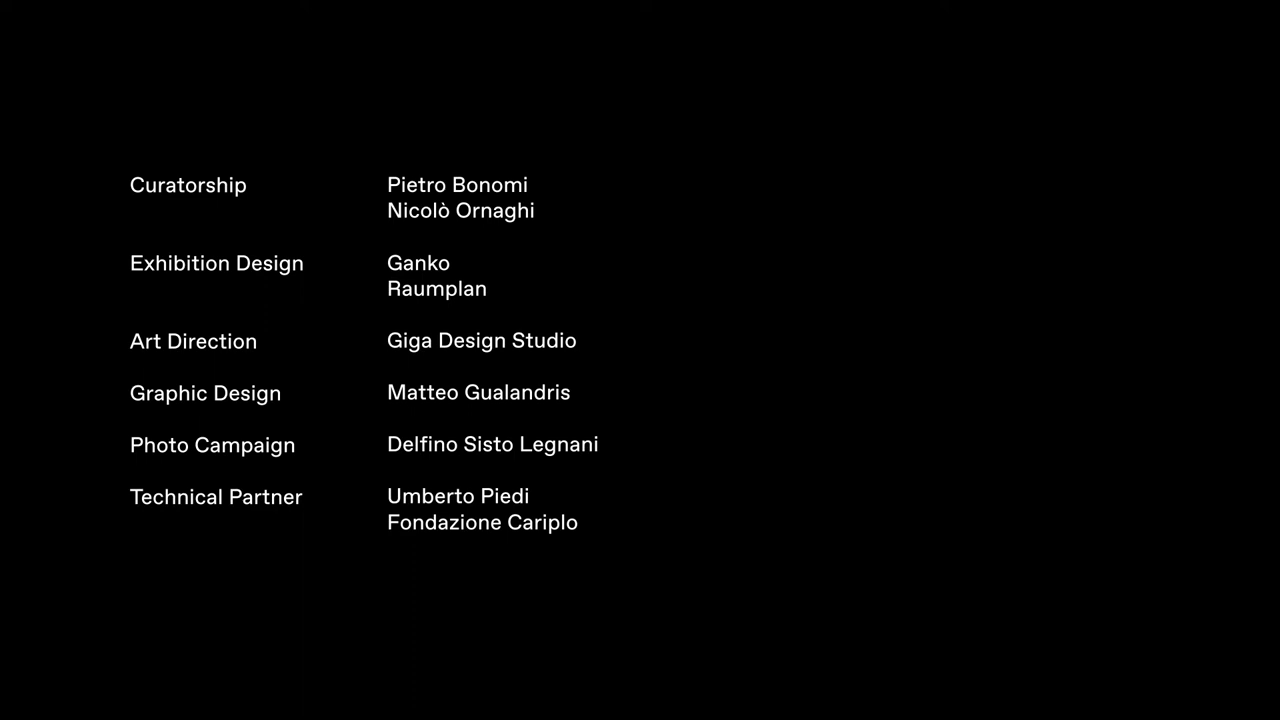 Curatorship Pietro Bonomi
Nicolò Ornaghi
Exhibition Design Ganko
Raumplan
Art Direction Giga Design Studio
Graphic Design Matteo Gualandris
Photo Campaign Delfino Sisto Legnani
Technical Partner Umberto Piedi
Fondazione Cariplo